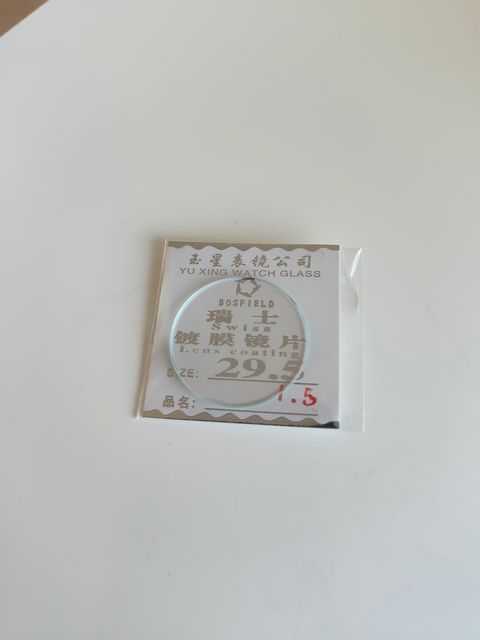 玉星表镜公司
YU XING WATCH GLASS
BOSFIELD
瑞士
Swiss
镀膜镜片
Lens coating
SIZE: 29.5
1.5
品名: